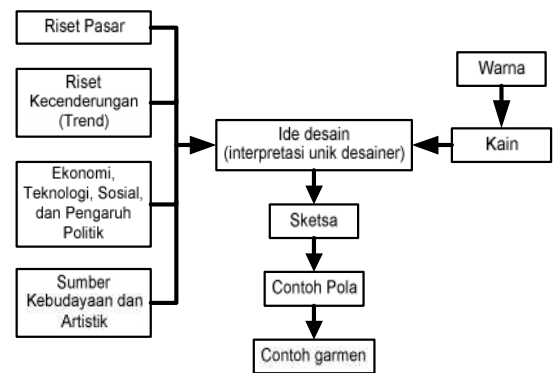 Riset Pasar
Riset
Kecenderungan
(Trend)
Ekonomi,
Teknologi, Sosial,
dan Pengaruh
Politik
Sumber
Kebudayaan dan
Artistik
Ide desain
(interpretasi unik desainer)
Warna
Kain
Sketsa
Contoh Pola
Contoh garmen